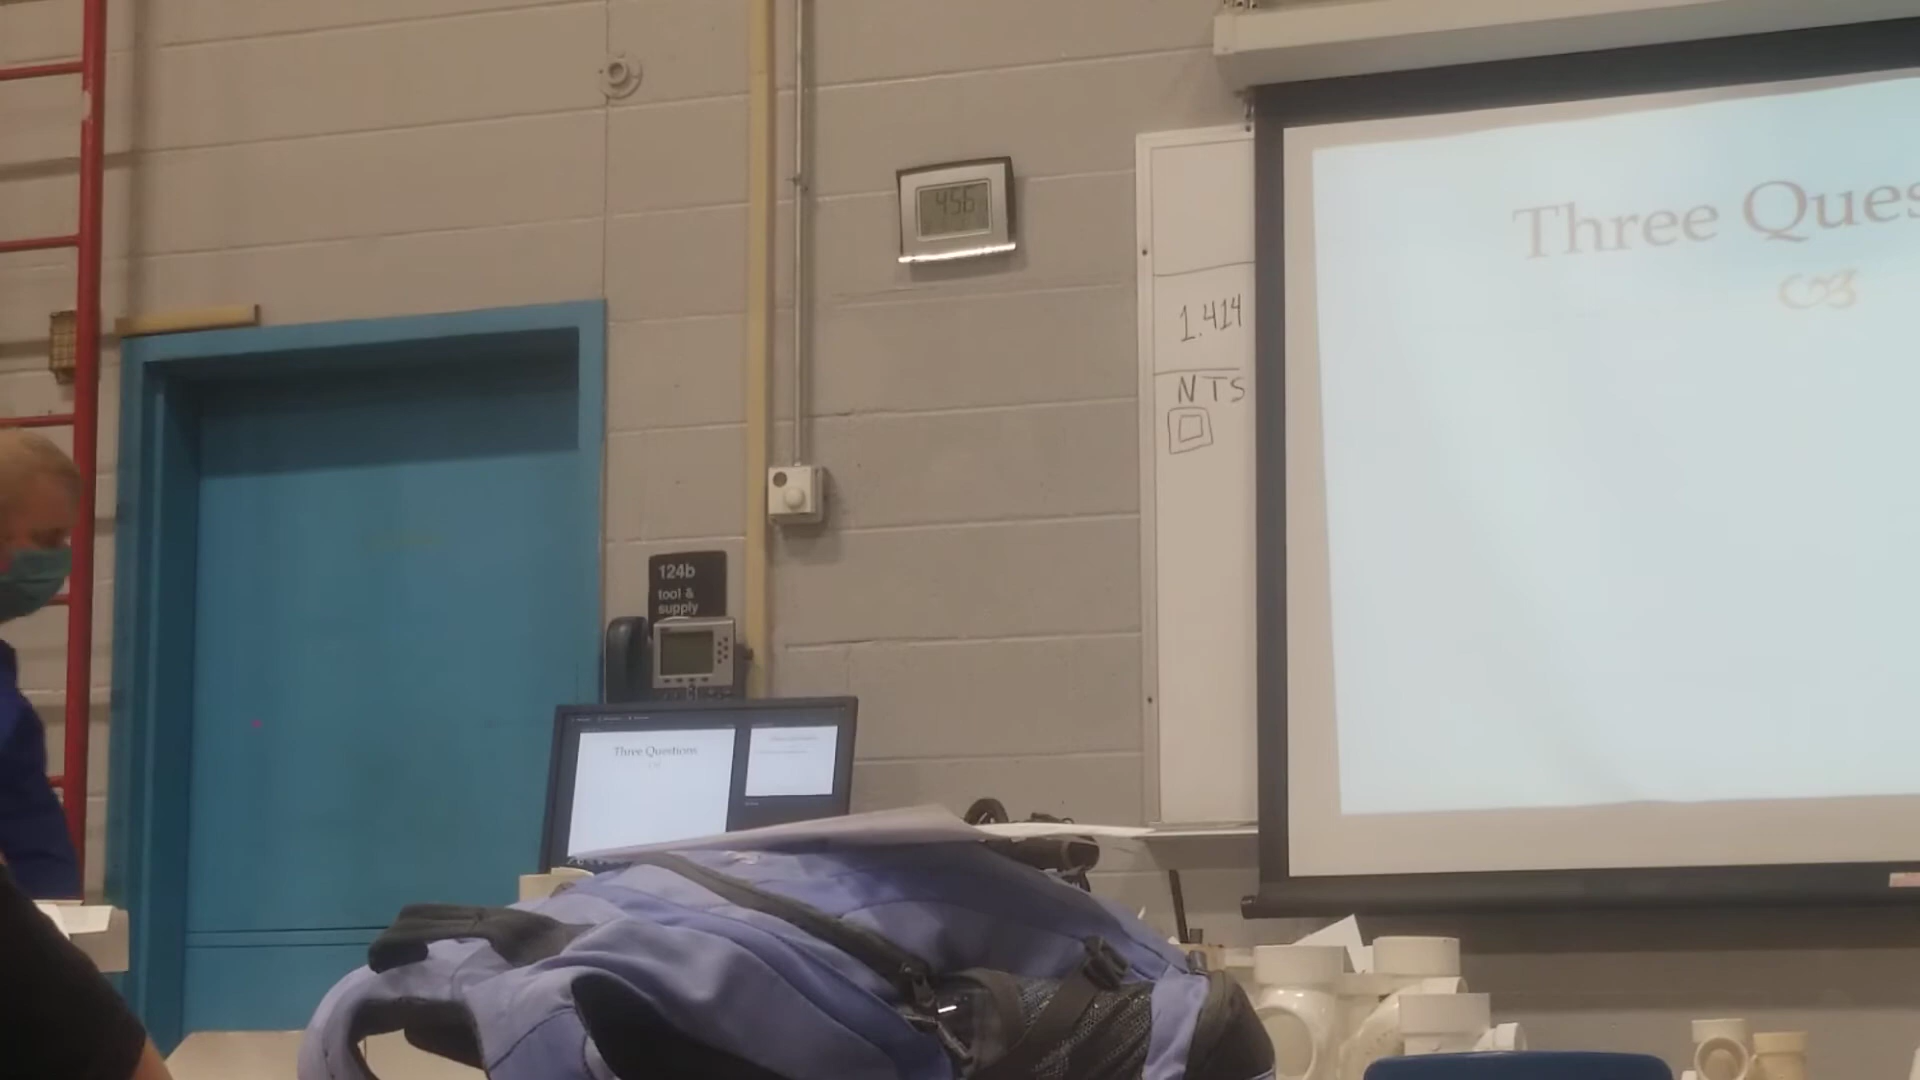 4:56
Three Ques
1.414
NTS
124b
tool &
supply
Three Questions